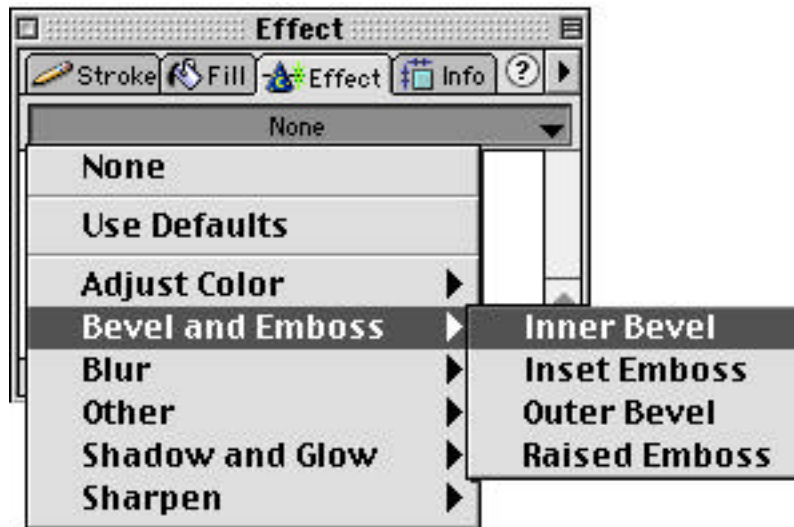 Effect
Stroke Fill Effect Info ?
None
None
Use Defaults
Adjust Color
Bevel and Emboss Inner Bevel
Blur Inset Emboss
Other Outer Bevel
Shadow and Glow Raised Emboss
Sharpen